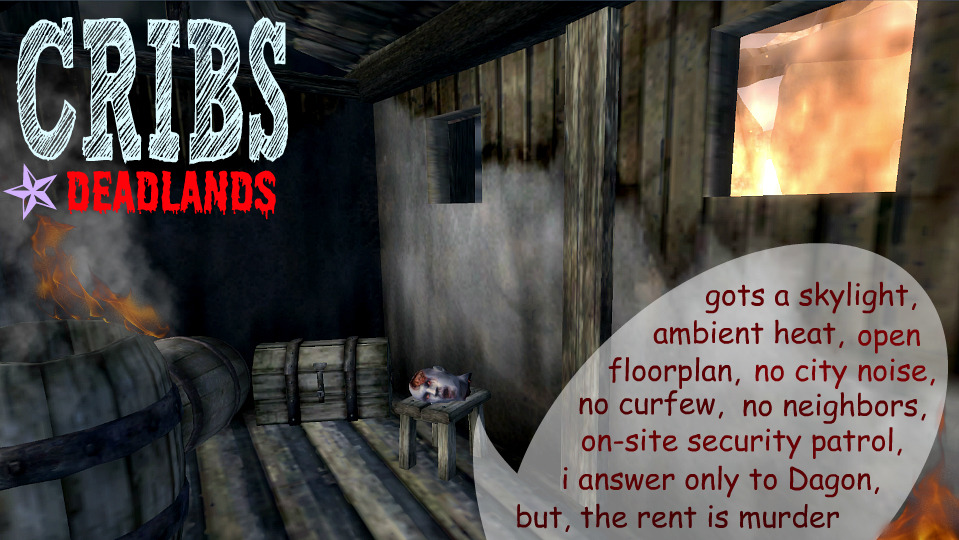 CRIBS
DEADLANDS
gots a skylight,
ambient heat, open
floorplan, no city noise,
no curfew, no neighbors,
on-site security patrol,
i answer only to Dagon,
but, the rent is murder